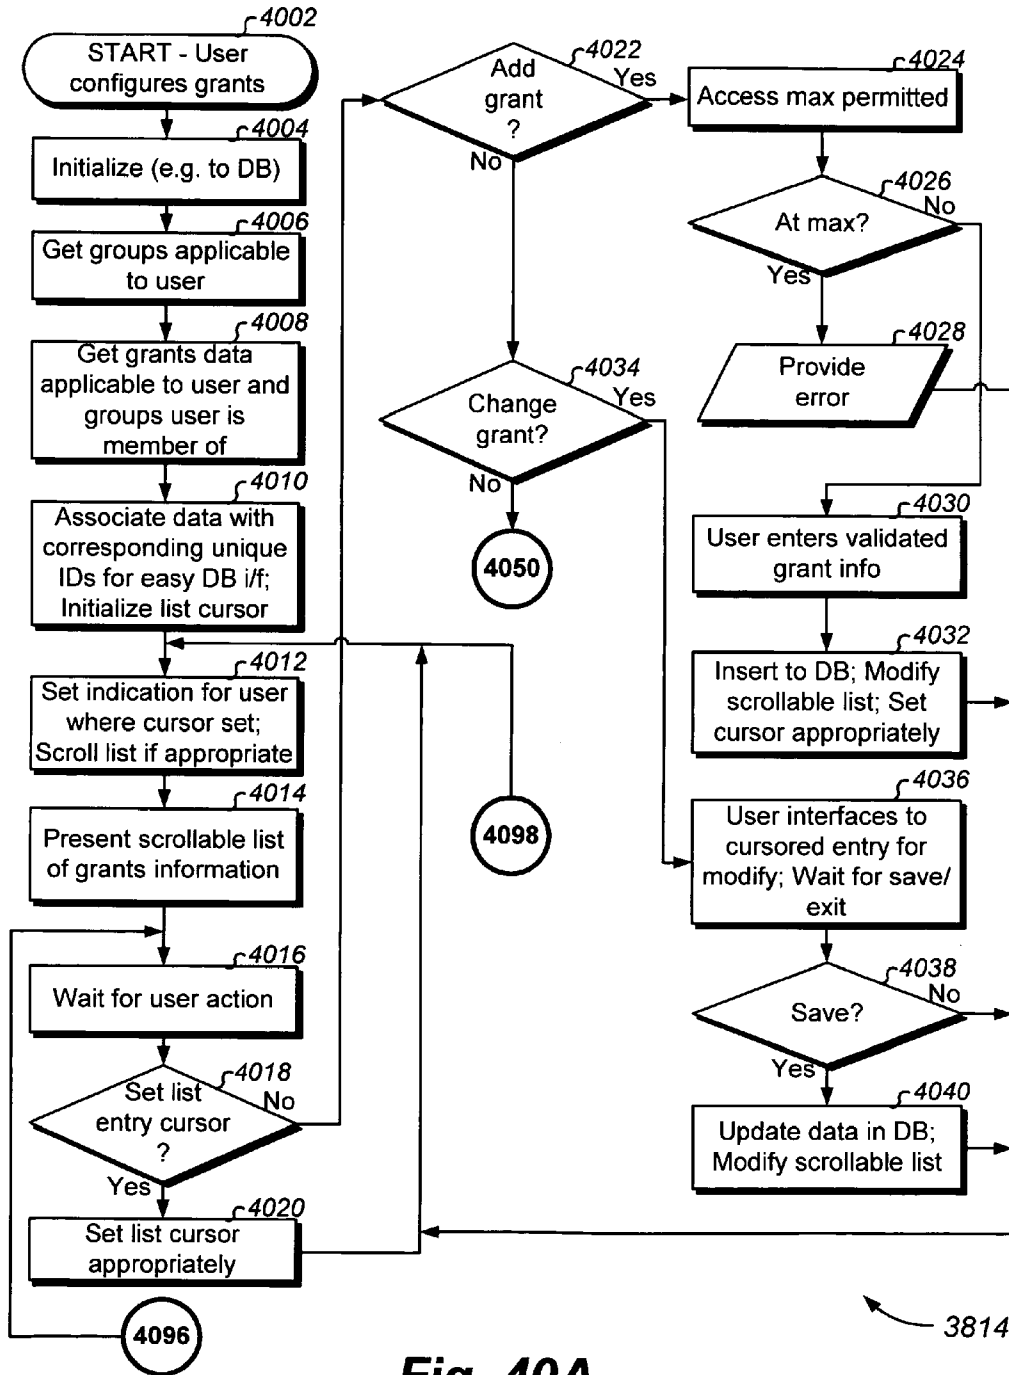 4002
START - User
configures grants
4004
Initialize (e.g. to DB)
4006
Get groups applicable
to user
4008
Get grants data
applicable to user and
groups user is
member of
4010
Associate data with
corresponding unique
IDs for easy DB i/f;
Initialize list cursor
4012
Set indication for user
where cursor set;
Scroll list if appropriate
4014
Present scrollable list
of grants information
4016
Wait for user action
4018
Set list
entry cursor
?
No
Yes
4020
Set list cursor
appropriately
4096
4022
Add
grant
?
Yes
No
4034
Change
grant?
Yes
No
4050
4098
4024
Access max permitted
4026
At max?
No
Yes
4028
Provide
error
4030
User enters validated
grant info
4032
Insert to DB; Modify
scrollable list; Set
cursor appropriately
4036
User interfaces to
cursored entry for
modify; Wait for save/
exit
4038
Save?
No
Yes
4040
Update data in DB;
Modify scrollable list
3814
Fig. 40A